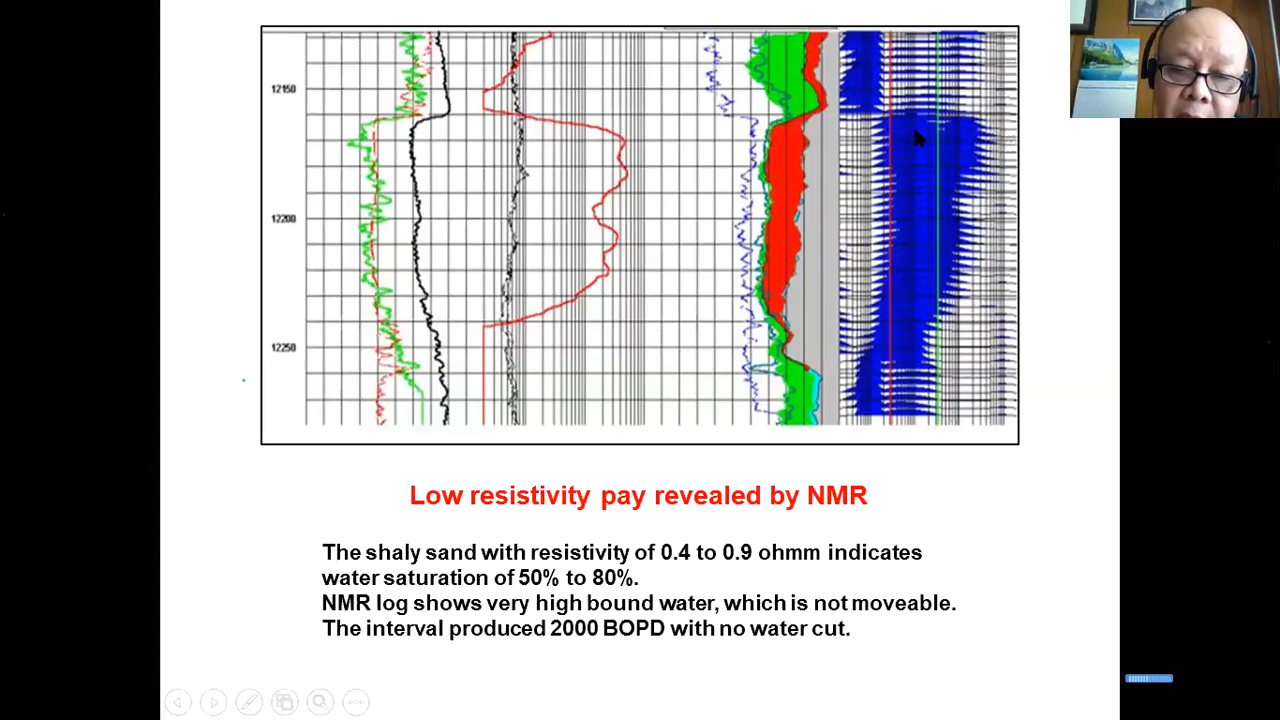 12150
12200
12250
Low resistivity pay revealed by NMR
The shaly sand with resistivity of 0.4 to 0.9 ohmm indicates
water saturation of 50% to 80%.
NMR log shows very high bound water, which is not moveable.
The interval produced 2000 BOPD with no water cut.